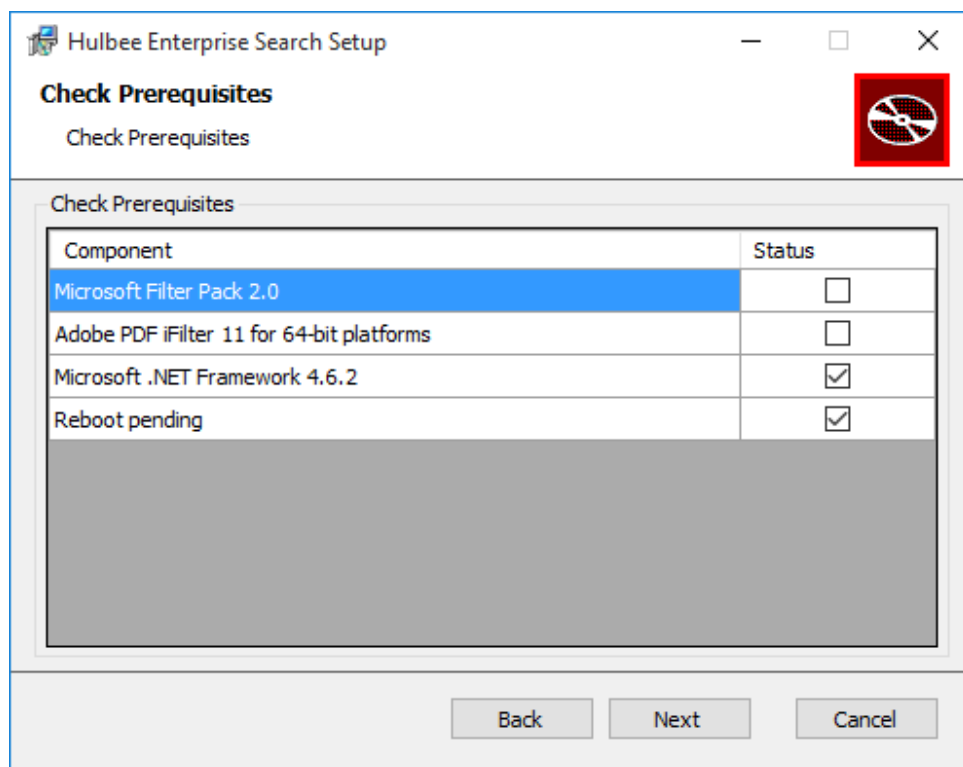 Hulbee Enterprise Search Setup
Check Prerequisites
Check Prerequisites
Check Prerequisites
Component Status
Microsoft Filter Pack 2.0
Adobe PDF iFilter 11 for 64-bit platforms
Microsoft .NET Framework 4.6.2
Reboot pending
Back Next Cancel